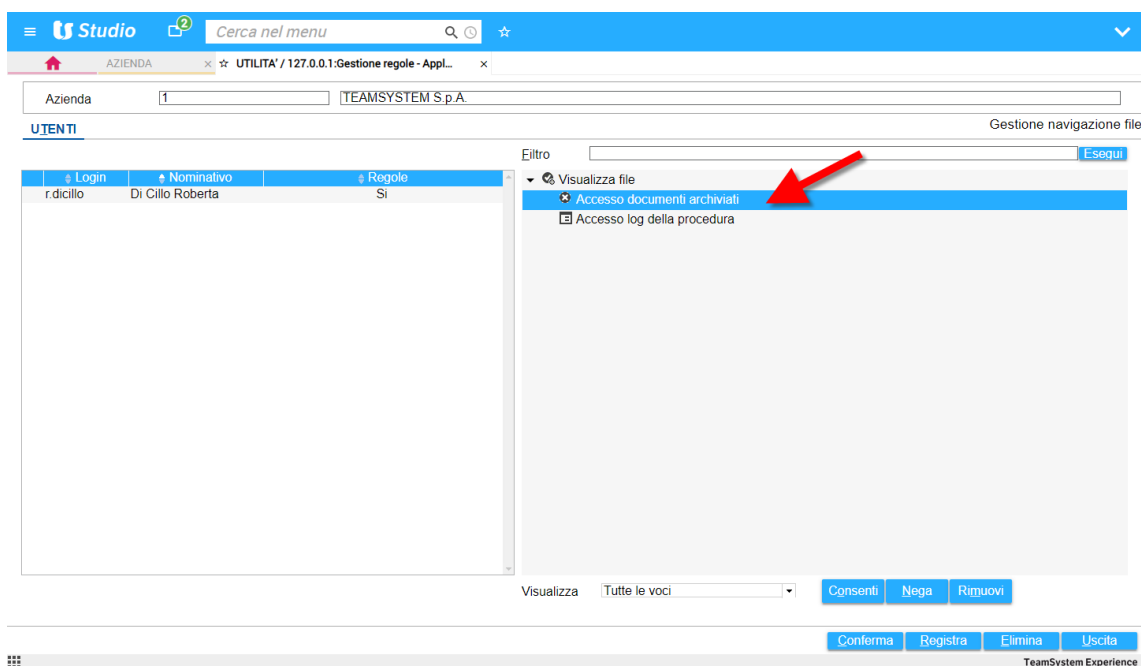 Studio 2 Cerca nel menu
AZIENDA × UTILITA' / 127.0.0.1:Gestione regole - Appl... ×
Azienda 1 TEAMSYSTEM S.p.A.
UTENTI Gestione navigazione file
Filtro Esegui
Login Nominativo Regole
r.dicillo Di Cillo Roberta Si
Visualizza file
Accesso documenti archiviati
Accesso log della procedura
Visualizza Tutte le voci Consenti Nega Rimuovi
Conferma Registra Elimina Uscita
TeamSystem Experience